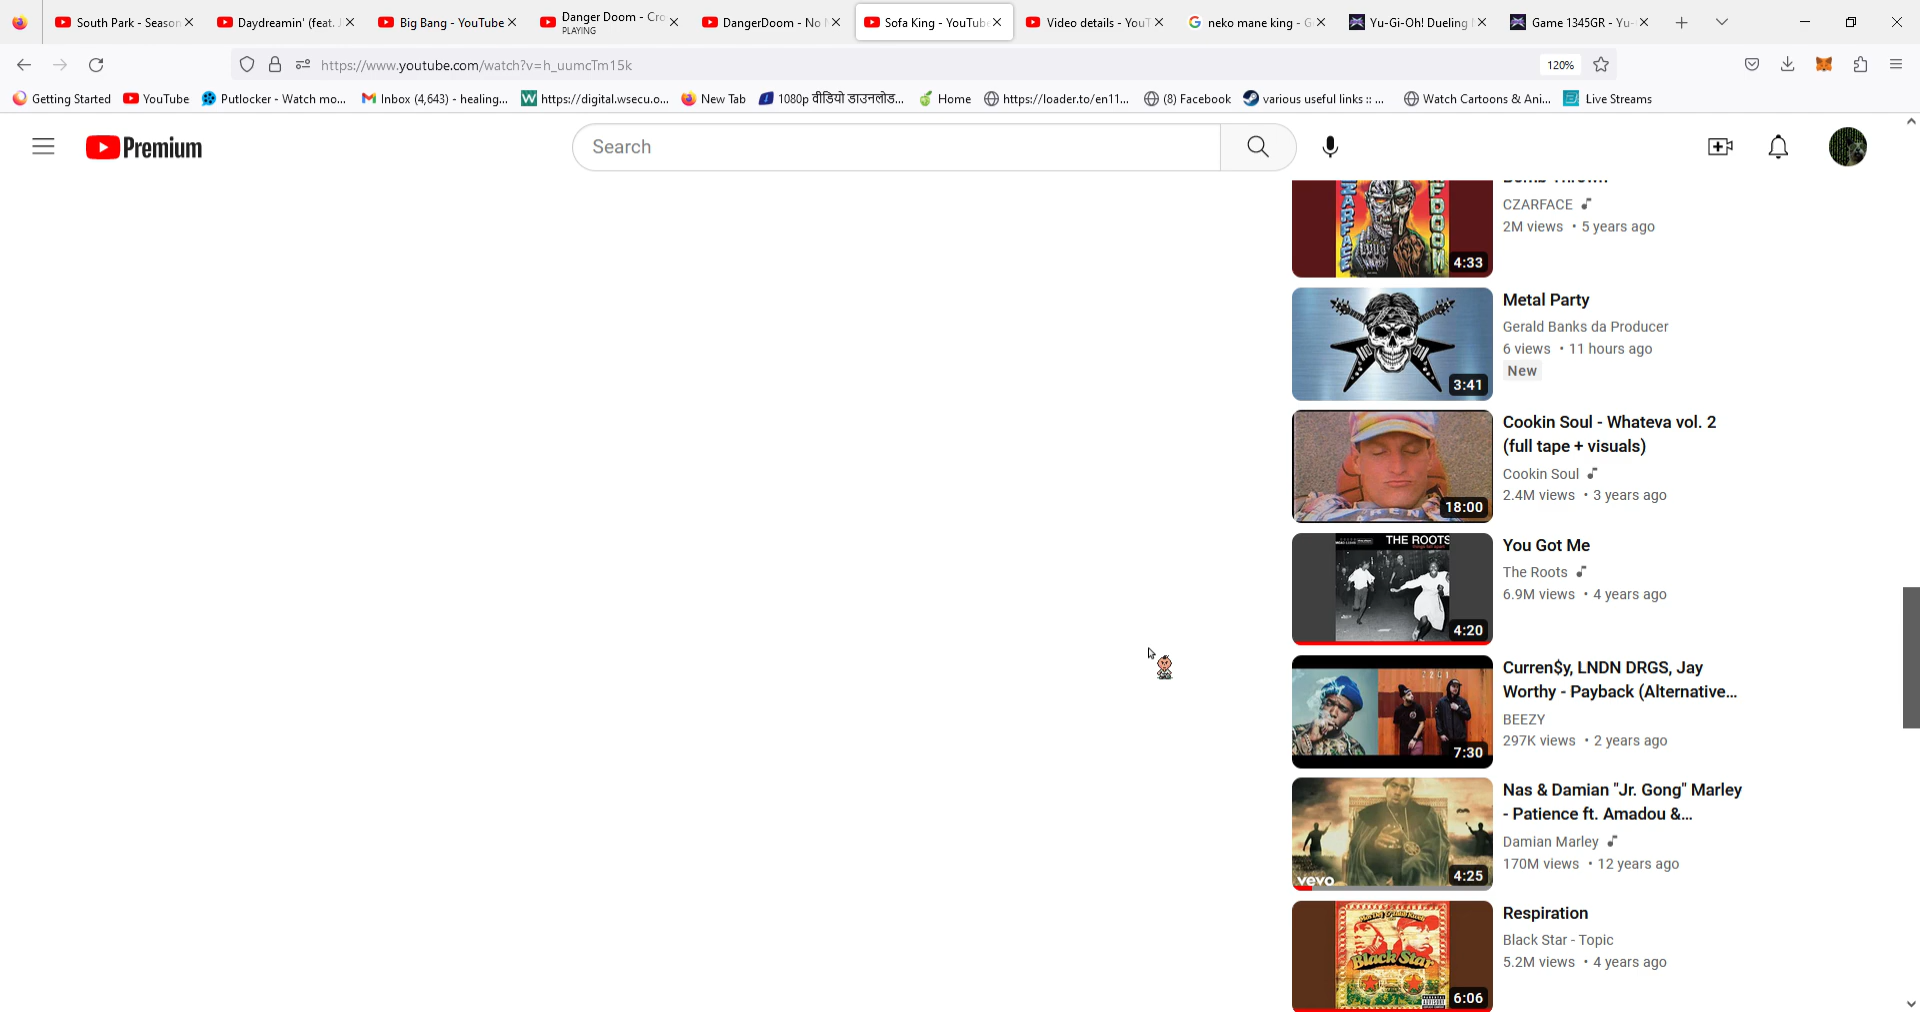 South Park - Season
Daydreamin' (feat. J
Big Bang - YouTube
Danger Doom - Cro
PLAYING
DangerDoom - No N
Sofa King - YouTube
Video details - YouT
neko mane king - G
Yu-Gi-Oh! Dueling
Game 1345GR - Yu-
https://www.youtube.com/watch?v=h_uumcTm15k
120%
Getting Started
YouTube
Putlocker - Watch mo...
Inbox (4,643) - healing...
https://digital.wsecu.o...
New Tab
1080p वीडियो डाउनलोड...
Home
https://loader.to/en11...
(8) Facebook
various useful links :: ...
Watch Cartoons & Ani...
Live Streams
Premium
Search
CZARFACE
2M views • 5 years ago
4:33
Metal Party
Gerald Banks da Producer
6 views • 11 hours ago
New
3:41
Cookin Soul - Whateva vol. 2
(full tape + visuals)
Cookin Soul
2.4M views • 3 years ago
18:00
THE ROOTS
You Got Me
The Roots
6.9M views • 4 years ago
4:20
Curren$y, LNDN DRGS, Jay
Worthy - Payback (Alternative...
BEEZY
297K views • 2 years ago
7:30
Nas & Damian "Jr. Gong" Marley
- Patience ft. Amadou &...
Damian Marley
170M views • 12 years ago
vevo
4:25
Respiration
Black Star - Topic
5.2M views • 4 years ago
Black Star
6:06